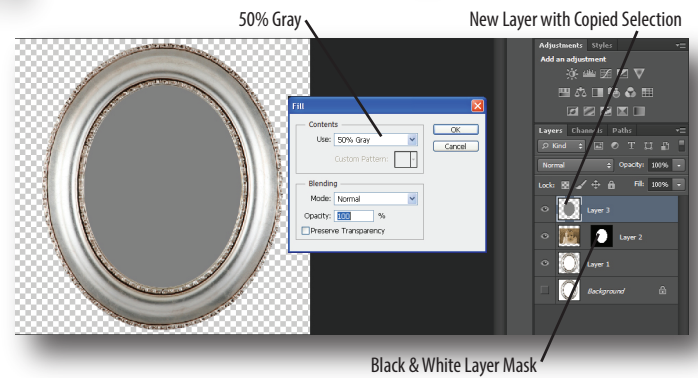 50% Gray
New Layer with Copied Selection
Adjustments Styles
Add an adjustment
Fill
Contents
Use: 50% Gray
Custom Pattern:
OK
Cancel
Blending
Mode: Normal
Opacity: 100 %
Preserve Transparency
Layers Channels Paths
Kind
Normal Opacity: 100%
Lock: Fill: 100%
Layer 3
Layer 2
Layer 1
Background
Black & White Layer Mask